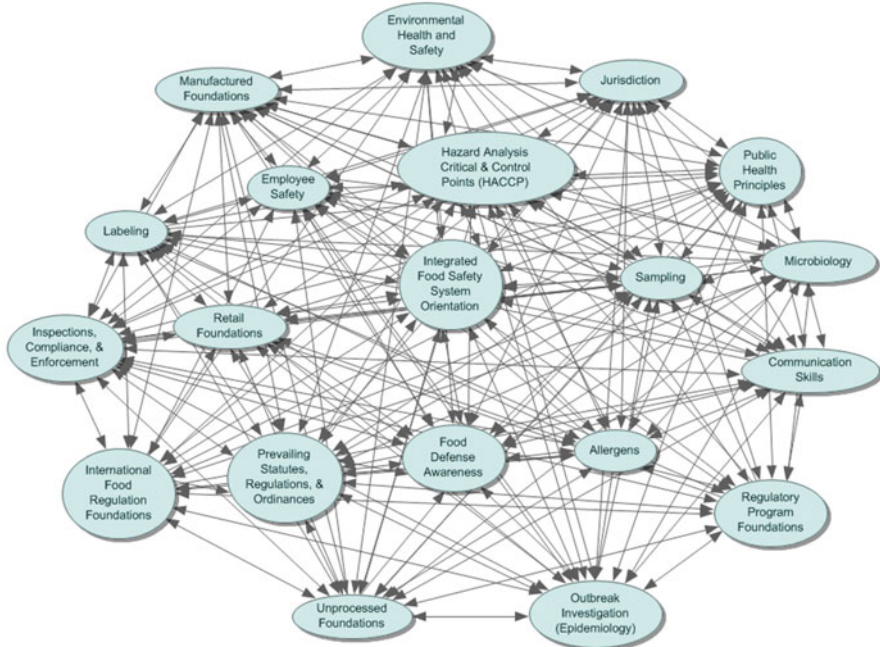 Environmental
Health and
Safety
Manufactured
Foundations
Jurisdiction
Hazard Analysis
Critical & Control
Points (HACCP)
Public
Health
Principles
Employee
Safety
Labeling
Integrated
Food Safety
System
Orientation
Sampling
Microbiology
Inspections,
Compliance, &
Enforcement
Retail
Foundations
Communication
Skills
International
Food
Regulation
Foundations
Prevailing
Statutes,
Regulations, &
Ordinances
Food
Defense
Awareness
Allergens
Regulatory
Program
Foundations
Unprocessed
Foundations
Outbreak
Investigation
(Epidemiology)